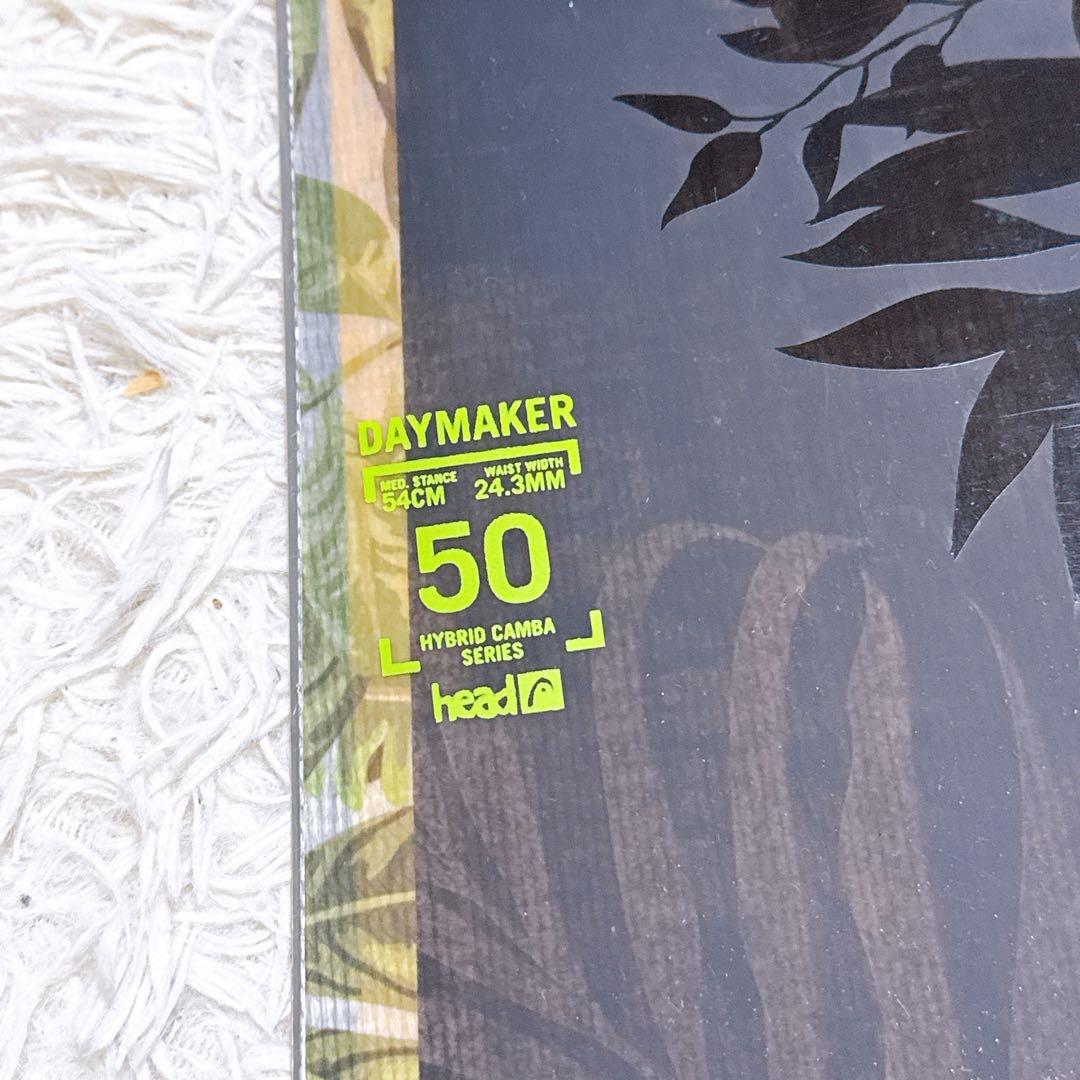 DAYMAKER
MED. STANCE WAIST WIDTH
54CM 24.3MM
50
HYBRID CAMBA
SERIES
head